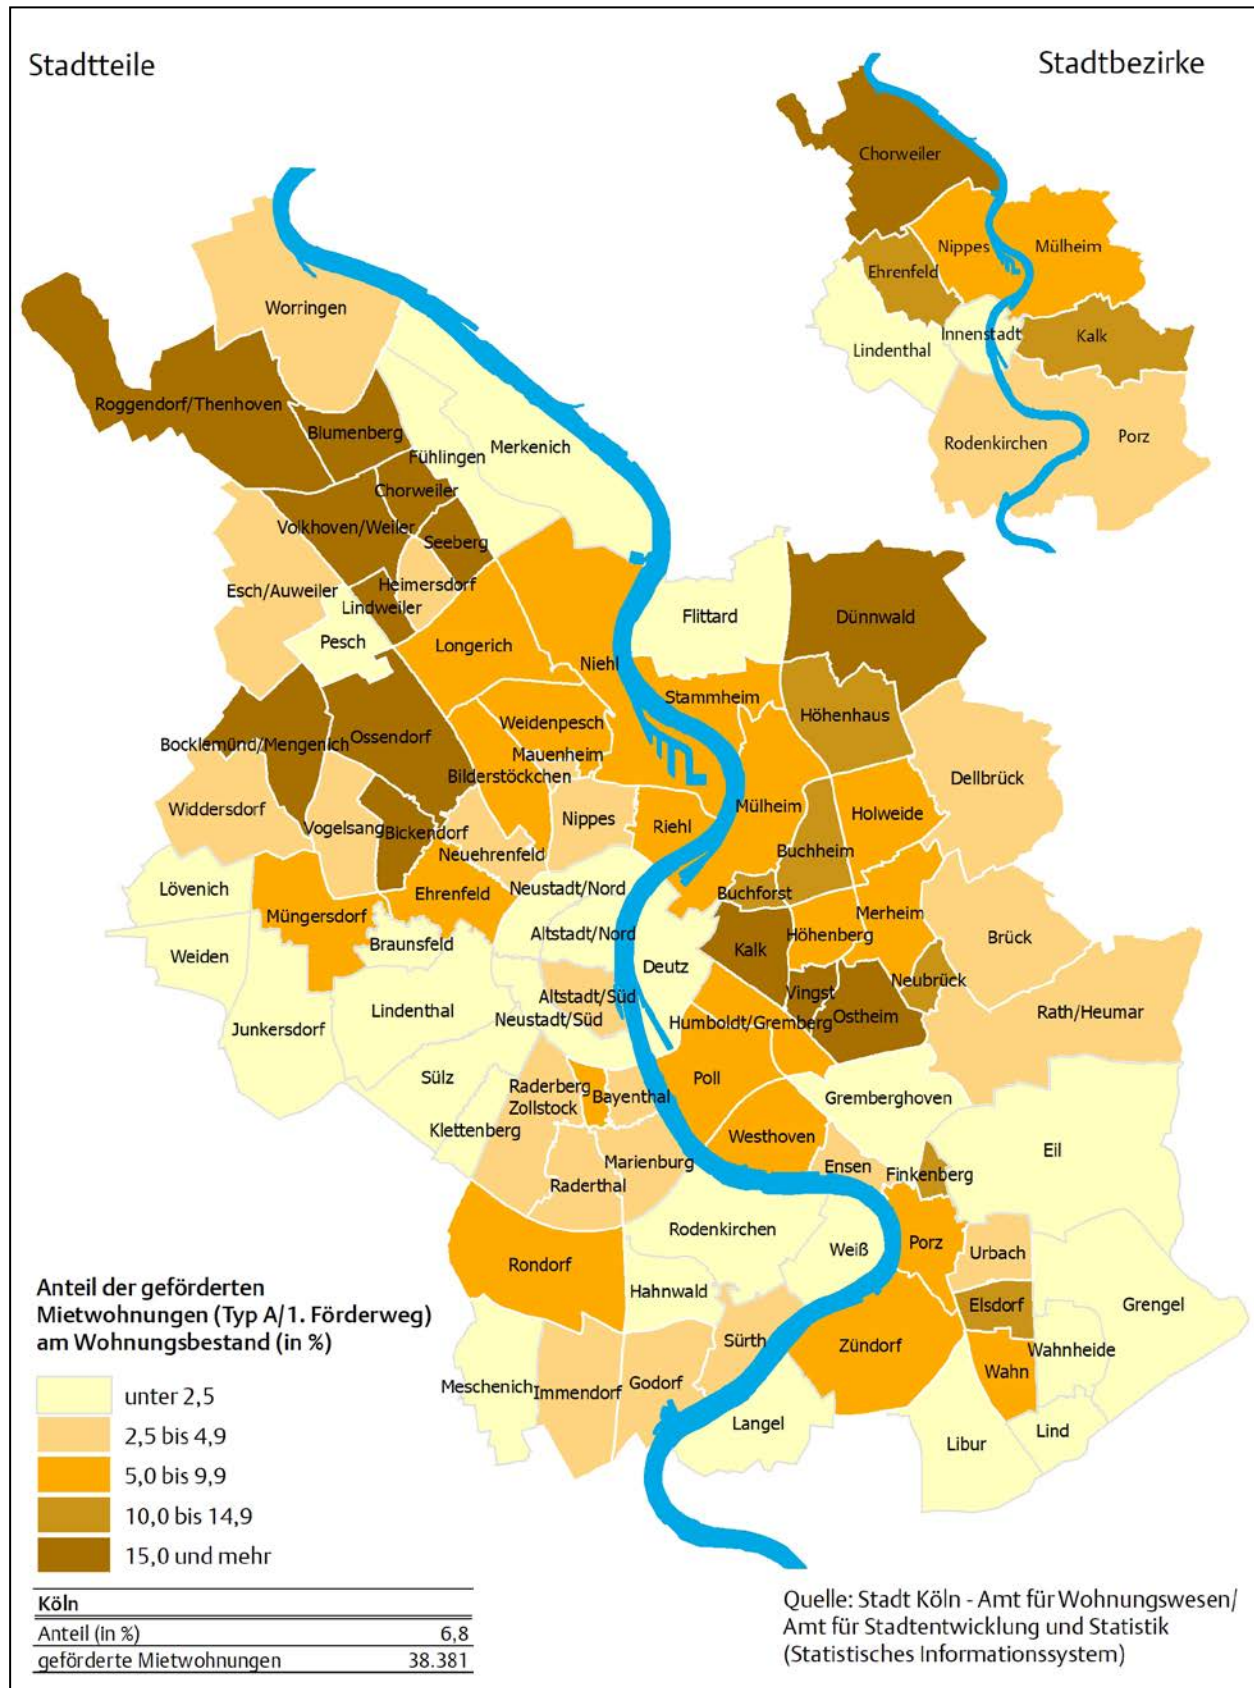 Stadtteile
Stadtbezirke
Chorweiler
Nippes
Mülheim
Ehrenfeld
Innenstadt
Kalk
Lindenthal
Rodenkirchen
Porz
Worringen
Roggendorf/Thenhoven
Blumenberg
Merkenich
Fühlingen
Chorweiler
Volkhoven/Weiler
Seeberg
Heimersdorf
Esch/Auweiler
Lindweiler
Pesch
Flittard
Dünnwald
Longerich
Niehl
Stammheim
Höhenhaus
Weidenpesch
Ossendorf
Bocklemünd/Mengenich
Mauenheim
Bilderstöckchen
Dellbrück
Widdersdorf
Vogelsang
Bickendorf
Nippes
Riehl
Mülheim
Holweide
Neuehrenfeld
Buchheim
Lövenich
Ehrenfeld
Neustadt/Nord
Buchforst
Müngersdorf
Merheim
Altstadt/Nord
Höhenberg
Brück
Braunsfeld
Kalk
Weiden
Deutz
Neubrück
Vingst
Altstadt/Süd
Lindenthal
Neustadt/Süd
Ostheim
Rath/Heumar
Humboldt/Gremberg
Junkersdorf
Sülz
Poll
Raderberg
Bayenthal
Gremberghoven
Zollstock
Klettenberg
Westhoven
Eil
Marienburg
Ensen
Finkenberg
Raderthal
Rodenkirchen
Weiß
Porz
Urbach
Rondorf
Hahnwald
Elsdorf
Grengel
Sürth
Zündorf
Wahnheide
Wahn
Meschenich
Immendorf
Godorf
Langel
Libur
Lind
Anteil der geförderten
Mietwohnungen (Typ A/1. Förderweg)
am Wohnungsbestand (in %)
unter 2,5
2,5 bis 4,9
5,0 bis 9,9
10,0 bis 14,9
15,0 und mehr
Köln
Anteil (in %) 6,8
geförderte Mietwohnungen 38.381
Quelle: Stadt Köln - Amt für Wohnungswesen/
Amt für Stadtentwicklung und Statistik
(Statistisches Informationssystem)